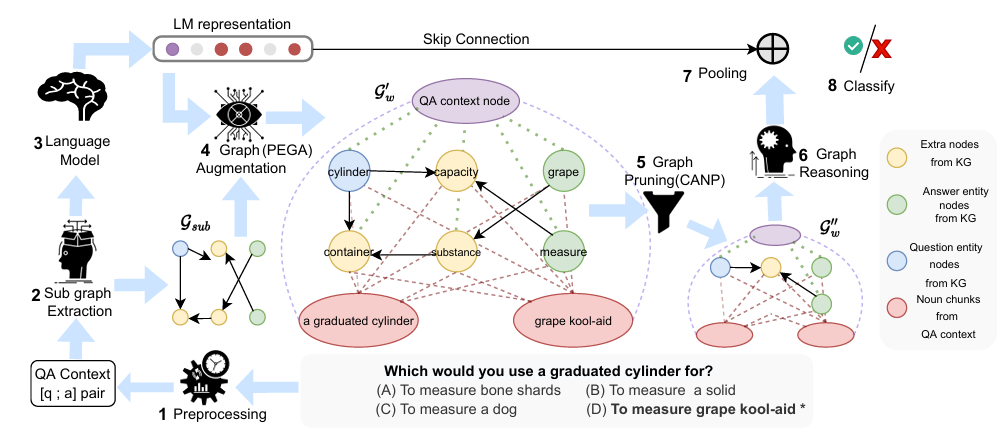 LM representation
Skip Connection
7 Pooling
8 Classify
3 Language
Model
4 Graph (PEGA)
Augmentation
𝒢′w
QA context node
cylinder
capacity
grape
container
substance
measure
a graduated cylinder
grape kool-aid
5 Graph
Pruning(CANP)
6 Graph
Reasoning
𝒢″w
Extra nodes
from KG
Answer entity
nodes
from KG
Question entity
nodes
from KG
Noun chunks
from
QA context
𝒢sub
2 Sub graph
Extraction
QA Context
[q ; a] pair
1 Preprocessing
Which would you use a graduated cylinder for?
(A) To measure bone shards (B) To measure a solid
(C) To measure a dog (D) To measure grape kool-aid *